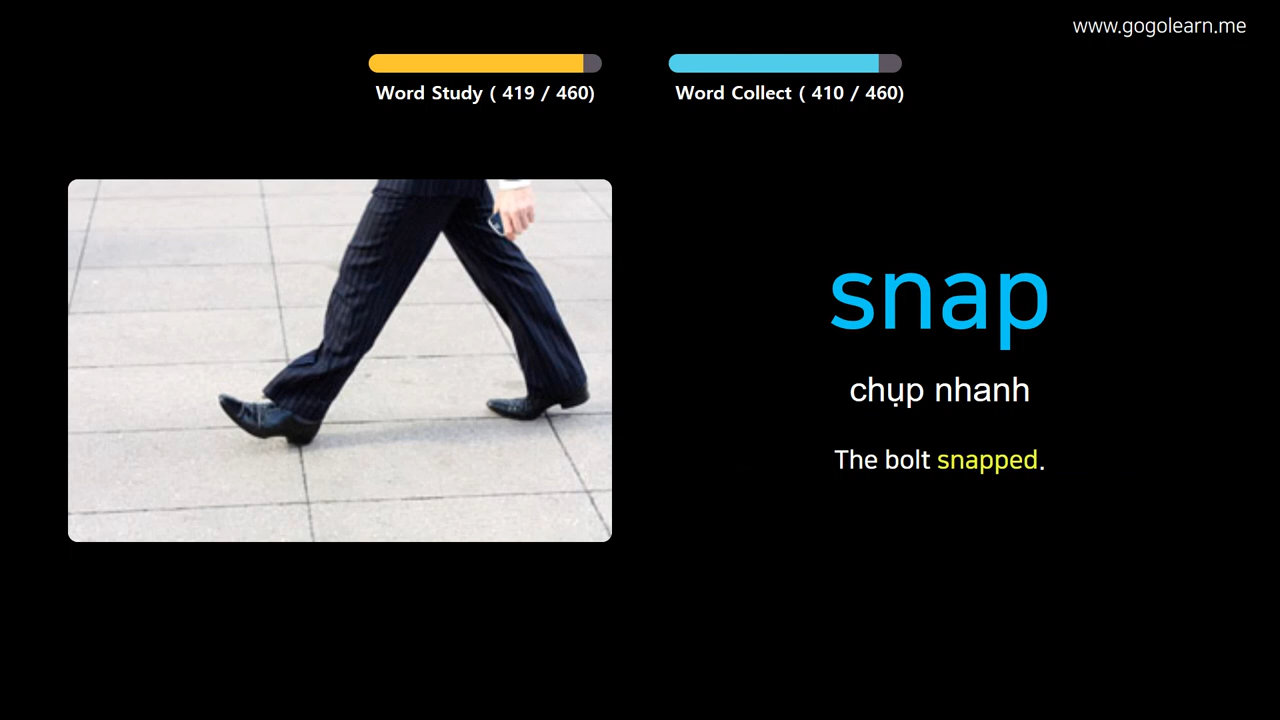 www.gogolearn.me
Word Study ( 419 / 460)
Word Collect ( 410 / 460)
snap
chụp nhanh
The bolt snapped.